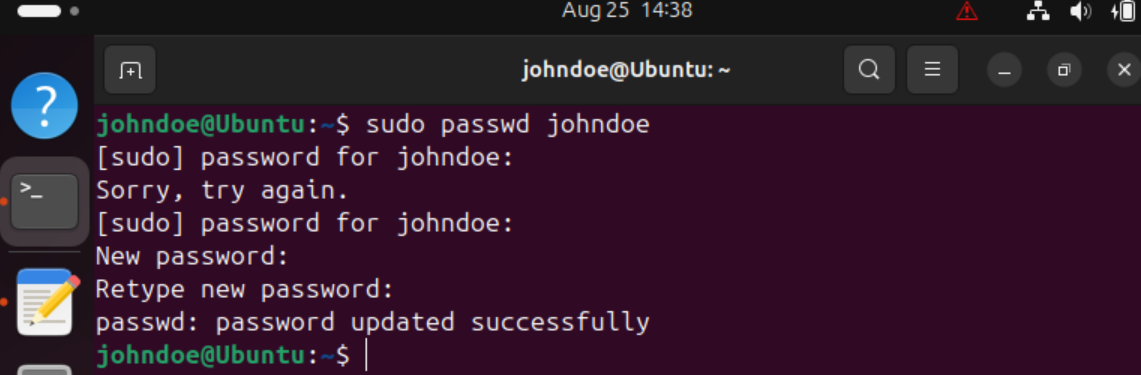 Aug 25 14:38
johndoe@Ubuntu: ~
johndoe@Ubuntu:~$ sudo passwd johndoe
[sudo] password for johndoe:
Sorry, try again.
[sudo] password for johndoe:
New password:
Retype new password:
passwd: password updated successfully
johndoe@Ubuntu:~$